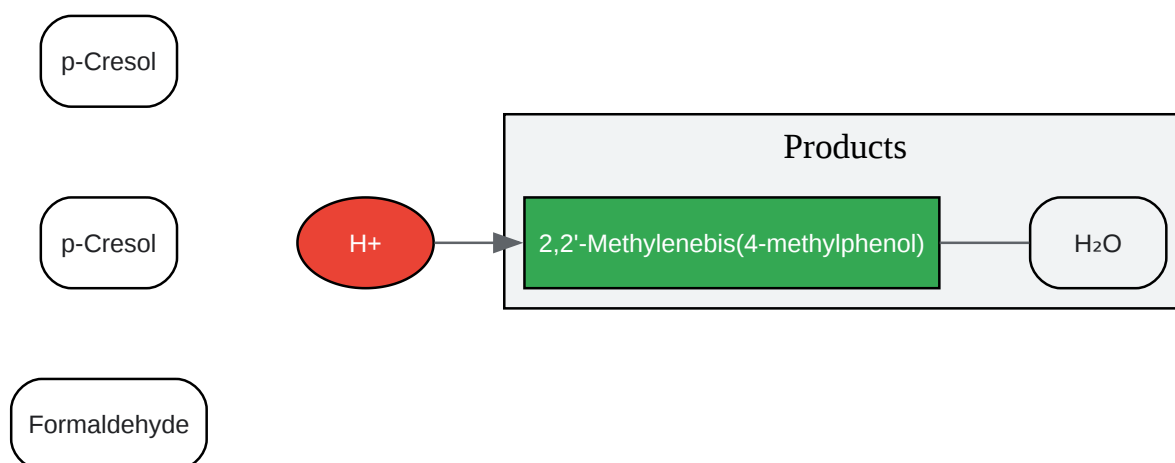 p-Cresol
Products
p-Cresol
H+
2,2'-Methylenebis(4-methylphenol)
H₂O
Formaldehyde